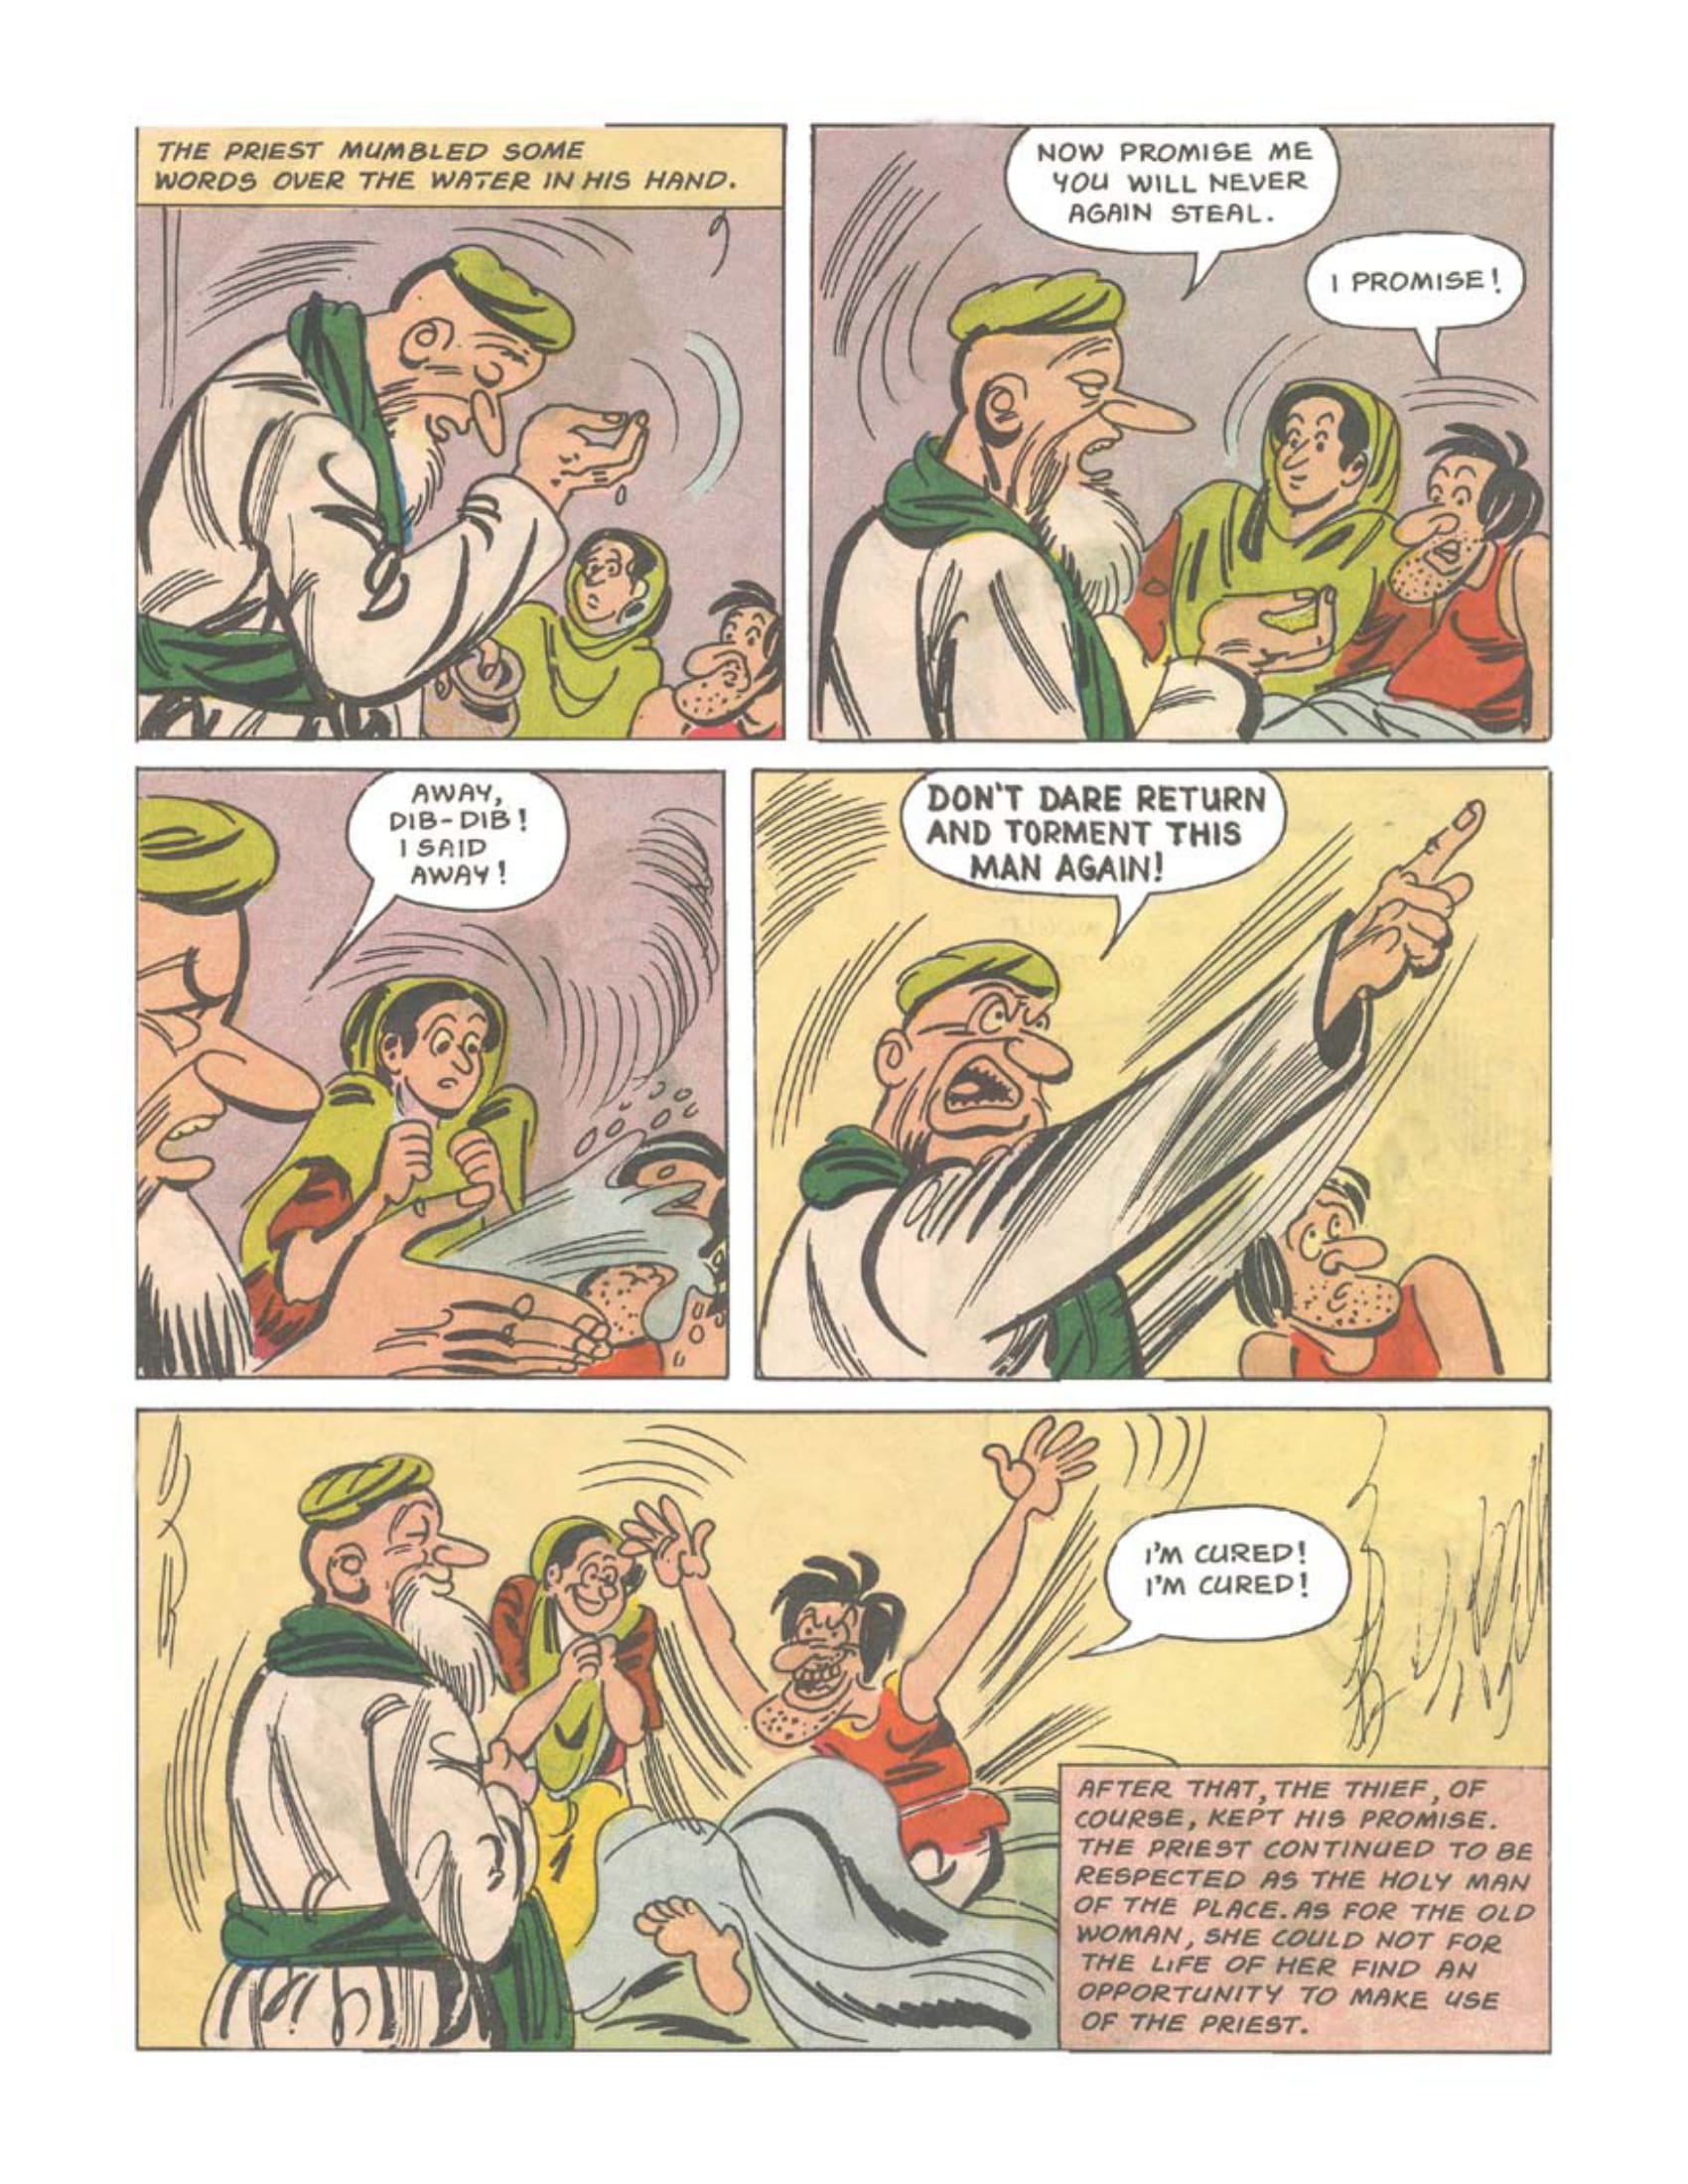 THE PRIEST MUMBLED SOME
WORDS OVER THE WATER IN HIS HAND.
NOW PROMISE ME
YOU WILL NEVER
AGAIN STEAL.
I PROMISE!
AWAY,
DIB-DIB!
I SAID
AWAY!
DON'T DARE RETURN
AND TORMENT THIS
MAN AGAIN!
I'M CURED!
I'M CURED!
AFTER THAT, THE THIEF, OF
COURSE, KEPT HIS PROMISE.
THE PRIEST CONTINUED TO BE
RESPECTED AS THE HOLY MAN
OF THE PLACE. AS FOR THE OLD
WOMAN, SHE COULD NOT FOR
THE LIFE OF HER FIND AN
OPPORTUNITY TO MAKE USE
OF THE PRIEST.